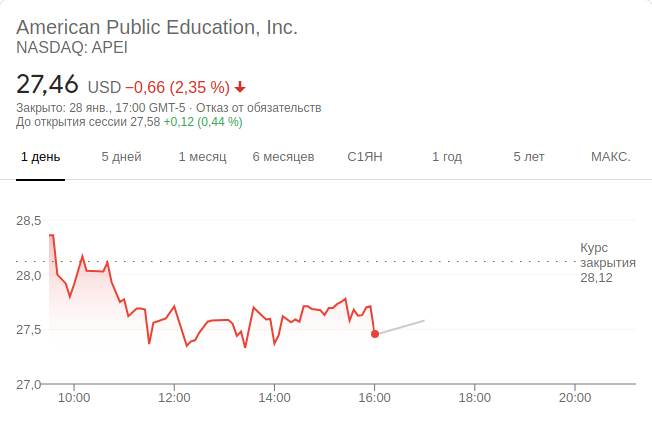 American Public Education, Inc.
NASDAQ: APEI
27,46 USD −0,66 (2,35 %)
Закрыто: 28 янв., 17:00 GMT-5 · Отказ от обязательств
До открытия сессии 27,58 +0,12 (0,44 %)
1 день 5 дней 1 месяц 6 месяцев С1ЯН 1 год 5 лет МАКС.
28,5
Курс
закрытия
28,12
28,0
27,5
27,0
10:00 12:00 14:00 16:00 18:00 20:00